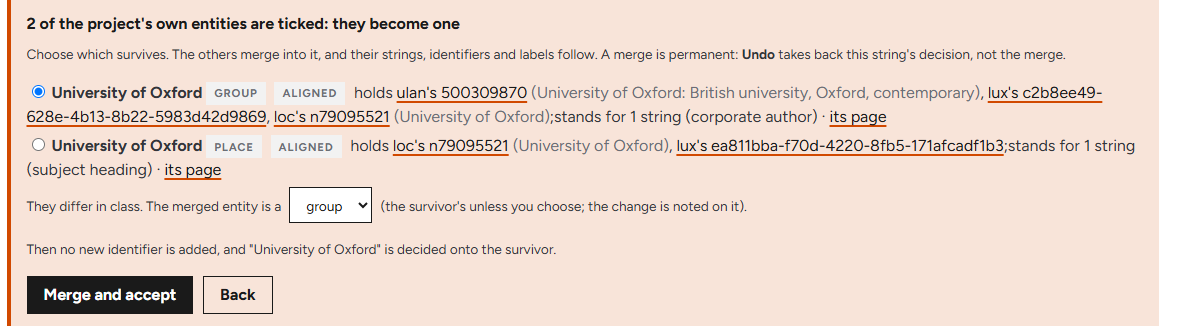 2 of the project's own entities are ticked: they become one
Choose which survives. The others merge into it, and their strings, identifiers and labels follow. A merge is permanent: Undo takes back this string's decision, not the merge.
University of Oxford GROUP ALIGNED holds ulan's 500309870 (University of Oxford: British university, Oxford, contemporary), lux's c2b8ee49-
628e-4b13-8b22-5983d42d9869, loc's n79095521 (University of Oxford);stands for 1 string (corporate author) · its page
University of Oxford PLACE ALIGNED holds loc's n79095521 (University of Oxford), lux's ea811bba-f70d-4220-8fb5-171afcadf1b3;stands for 1 string
(subject heading) · its page
They differ in class. The merged entity is a group (the survivor's unless you choose; the change is noted on it).
Then no new identifier is added, and "University of Oxford" is decided onto the survivor.
Merge and accept Back